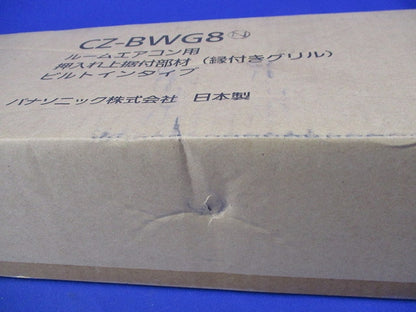 CZ-BWG8 N
ルームエアコン用
押入れ上据付部材 (縁付きグリル)
ビルトインタイプ
パナソニック株式会社 日本製